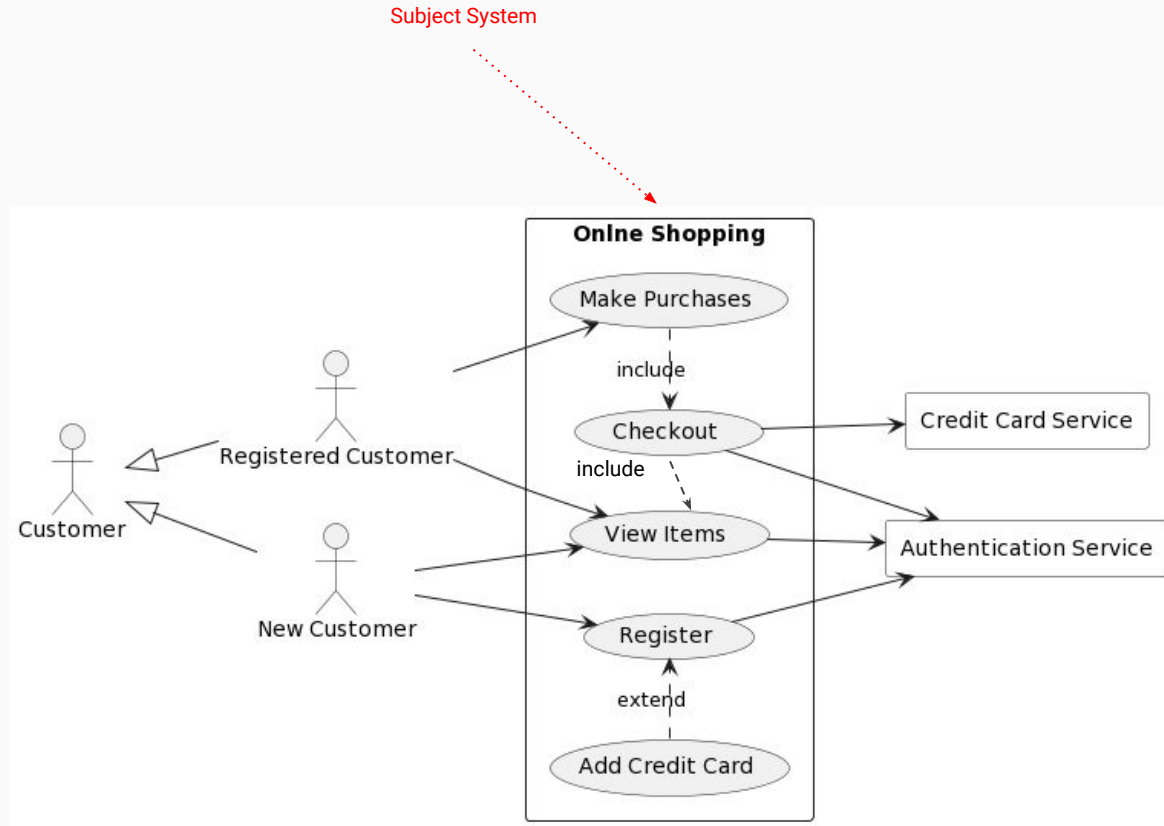 Subject System
Onlne Shopping
Make Purchases
include
Checkout
Credit Card Service
Registered Customer
include
Customer
View Items
Authentication Service
New Customer
Register
extend
Add Credit Card